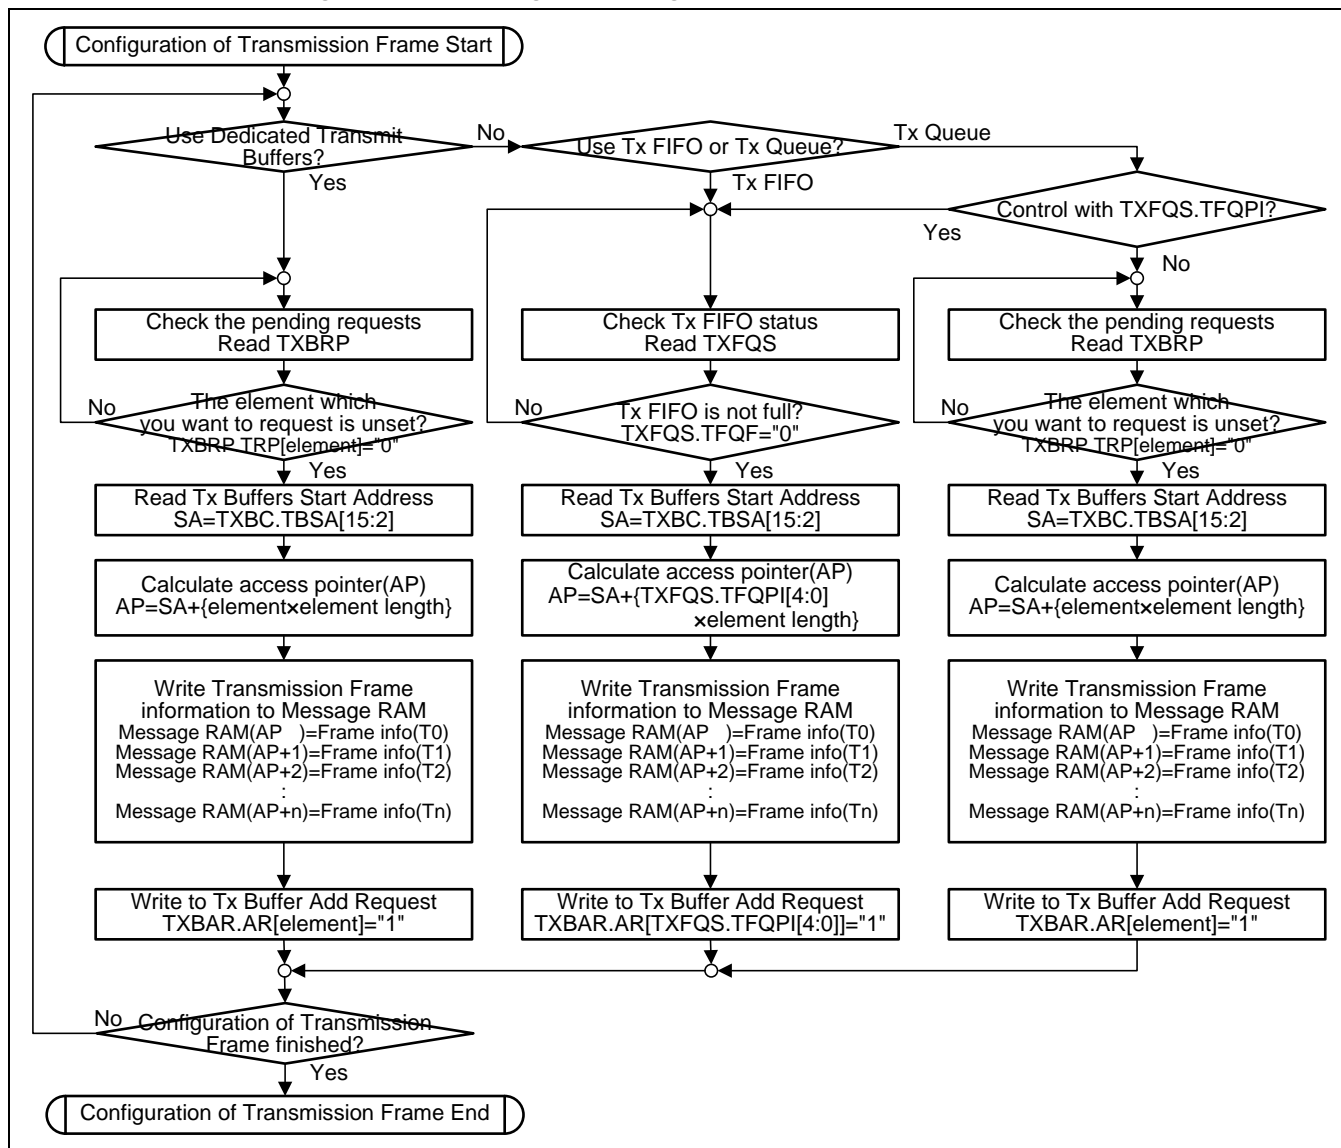 Configuration of Transmission Frame Start
Use Dedicated Transmit
Buffers?
No
Yes
Use Tx FIFO or Tx Queue?
Tx Queue
Tx FIFO
Control with TXFQS.TFQPI?
Yes
No
Check the pending requests
Read TXBRP
No
The element which
you want to request is unset?
TXBRP.TRP[element]="0"
Yes
Read Tx Buffers Start Address
SA=TXBC.TBSA[15:2]
Calculate access pointer(AP)
AP=SA+{element×element length}
Write Transmission Frame
information to Message RAM
Message RAM(AP   )=Frame info(T0)
Message RAM(AP+1)=Frame info(T1)
Message RAM(AP+2)=Frame info(T2)
:
Message RAM(AP+n)=Frame info(Tn)
Write to Tx Buffer Add Request
TXBAR.AR[element]="1"
Check Tx FIFO status
Read TXFQS
No
Tx FIFO is not full?
TXFQS.TFQF="0"
Yes
Read Tx Buffers Start Address
SA=TXBC.TBSA[15:2]
Calculate access pointer(AP)
AP=SA+{TXFQS.TFQPI[4:0]
×element length}
Write Transmission Frame
information to Message RAM
Message RAM(AP   )=Frame info(T0)
Message RAM(AP+1)=Frame info(T1)
Message RAM(AP+2)=Frame info(T2)
:
Message RAM(AP+n)=Frame info(Tn)
Write to Tx Buffer Add Request
TXBAR.AR[TXFQS.TFQPI[4:0]]="1"
Check the pending requests
Read TXBRP
No
The element which
you want to request is unset?
TXBRP.TRP[element]="0"
Yes
Read Tx Buffers Start Address
SA=TXBC.TBSA[15:2]
Calculate access pointer(AP)
AP=SA+{element×element length}
Write Transmission Frame
information to Message RAM
Message RAM(AP   )=Frame info(T0)
Message RAM(AP+1)=Frame info(T1)
Message RAM(AP+2)=Frame info(T2)
:
Message RAM(AP+n)=Frame info(Tn)
Write to Tx Buffer Add Request
TXBAR.AR[element]="1"
No
Configuration of Transmission
Frame finished?
Yes
Configuration of Transmission Frame End